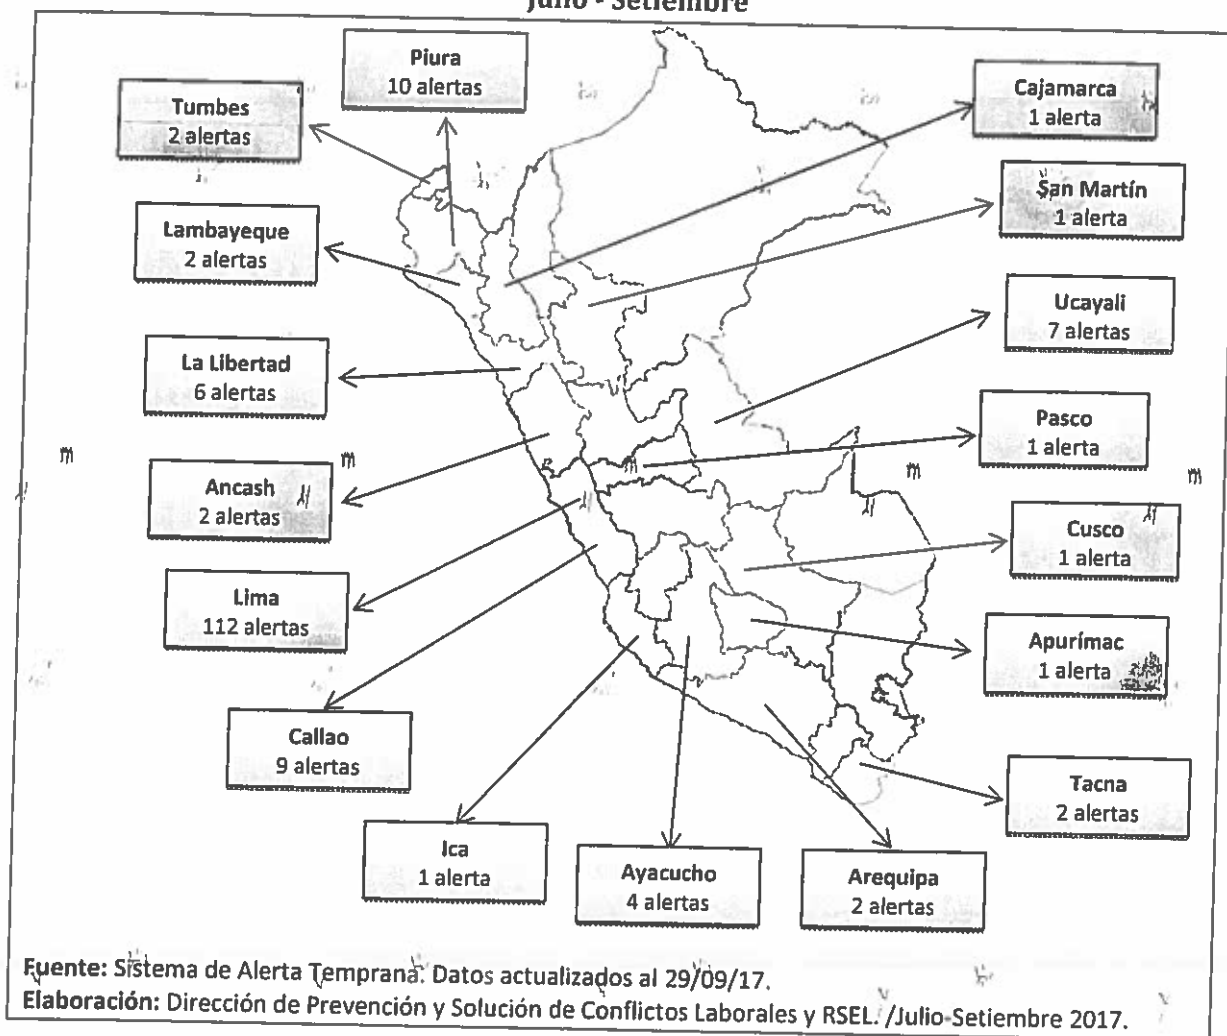 Julio - Setiembre
Piura
10 alertas
Tumbes
2 alertas
Cajamarca
1 alerta
San Martín
1 alerta
Lambayeque
2 alertas
Ucayali
7 alertas
La Libertad
6 alertas
Pasco
1 alerta
Ancash
2 alertas
Cusco
1 alerta
Lima
112 alertas
Apurímac
1 alerta
Callao
9 alertas
Tacna
2 alertas
Ica
1 alerta
Ayacucho
4 alertas
Arequipa
2 alertas
Fuente: Sistema de Alerta Temprana. Datos actualizados al 29/09/17.
Elaboración: Dirección de Prevención y Solución de Conflictos Laborales y RSEL. /Julio-Setiembre 2017.